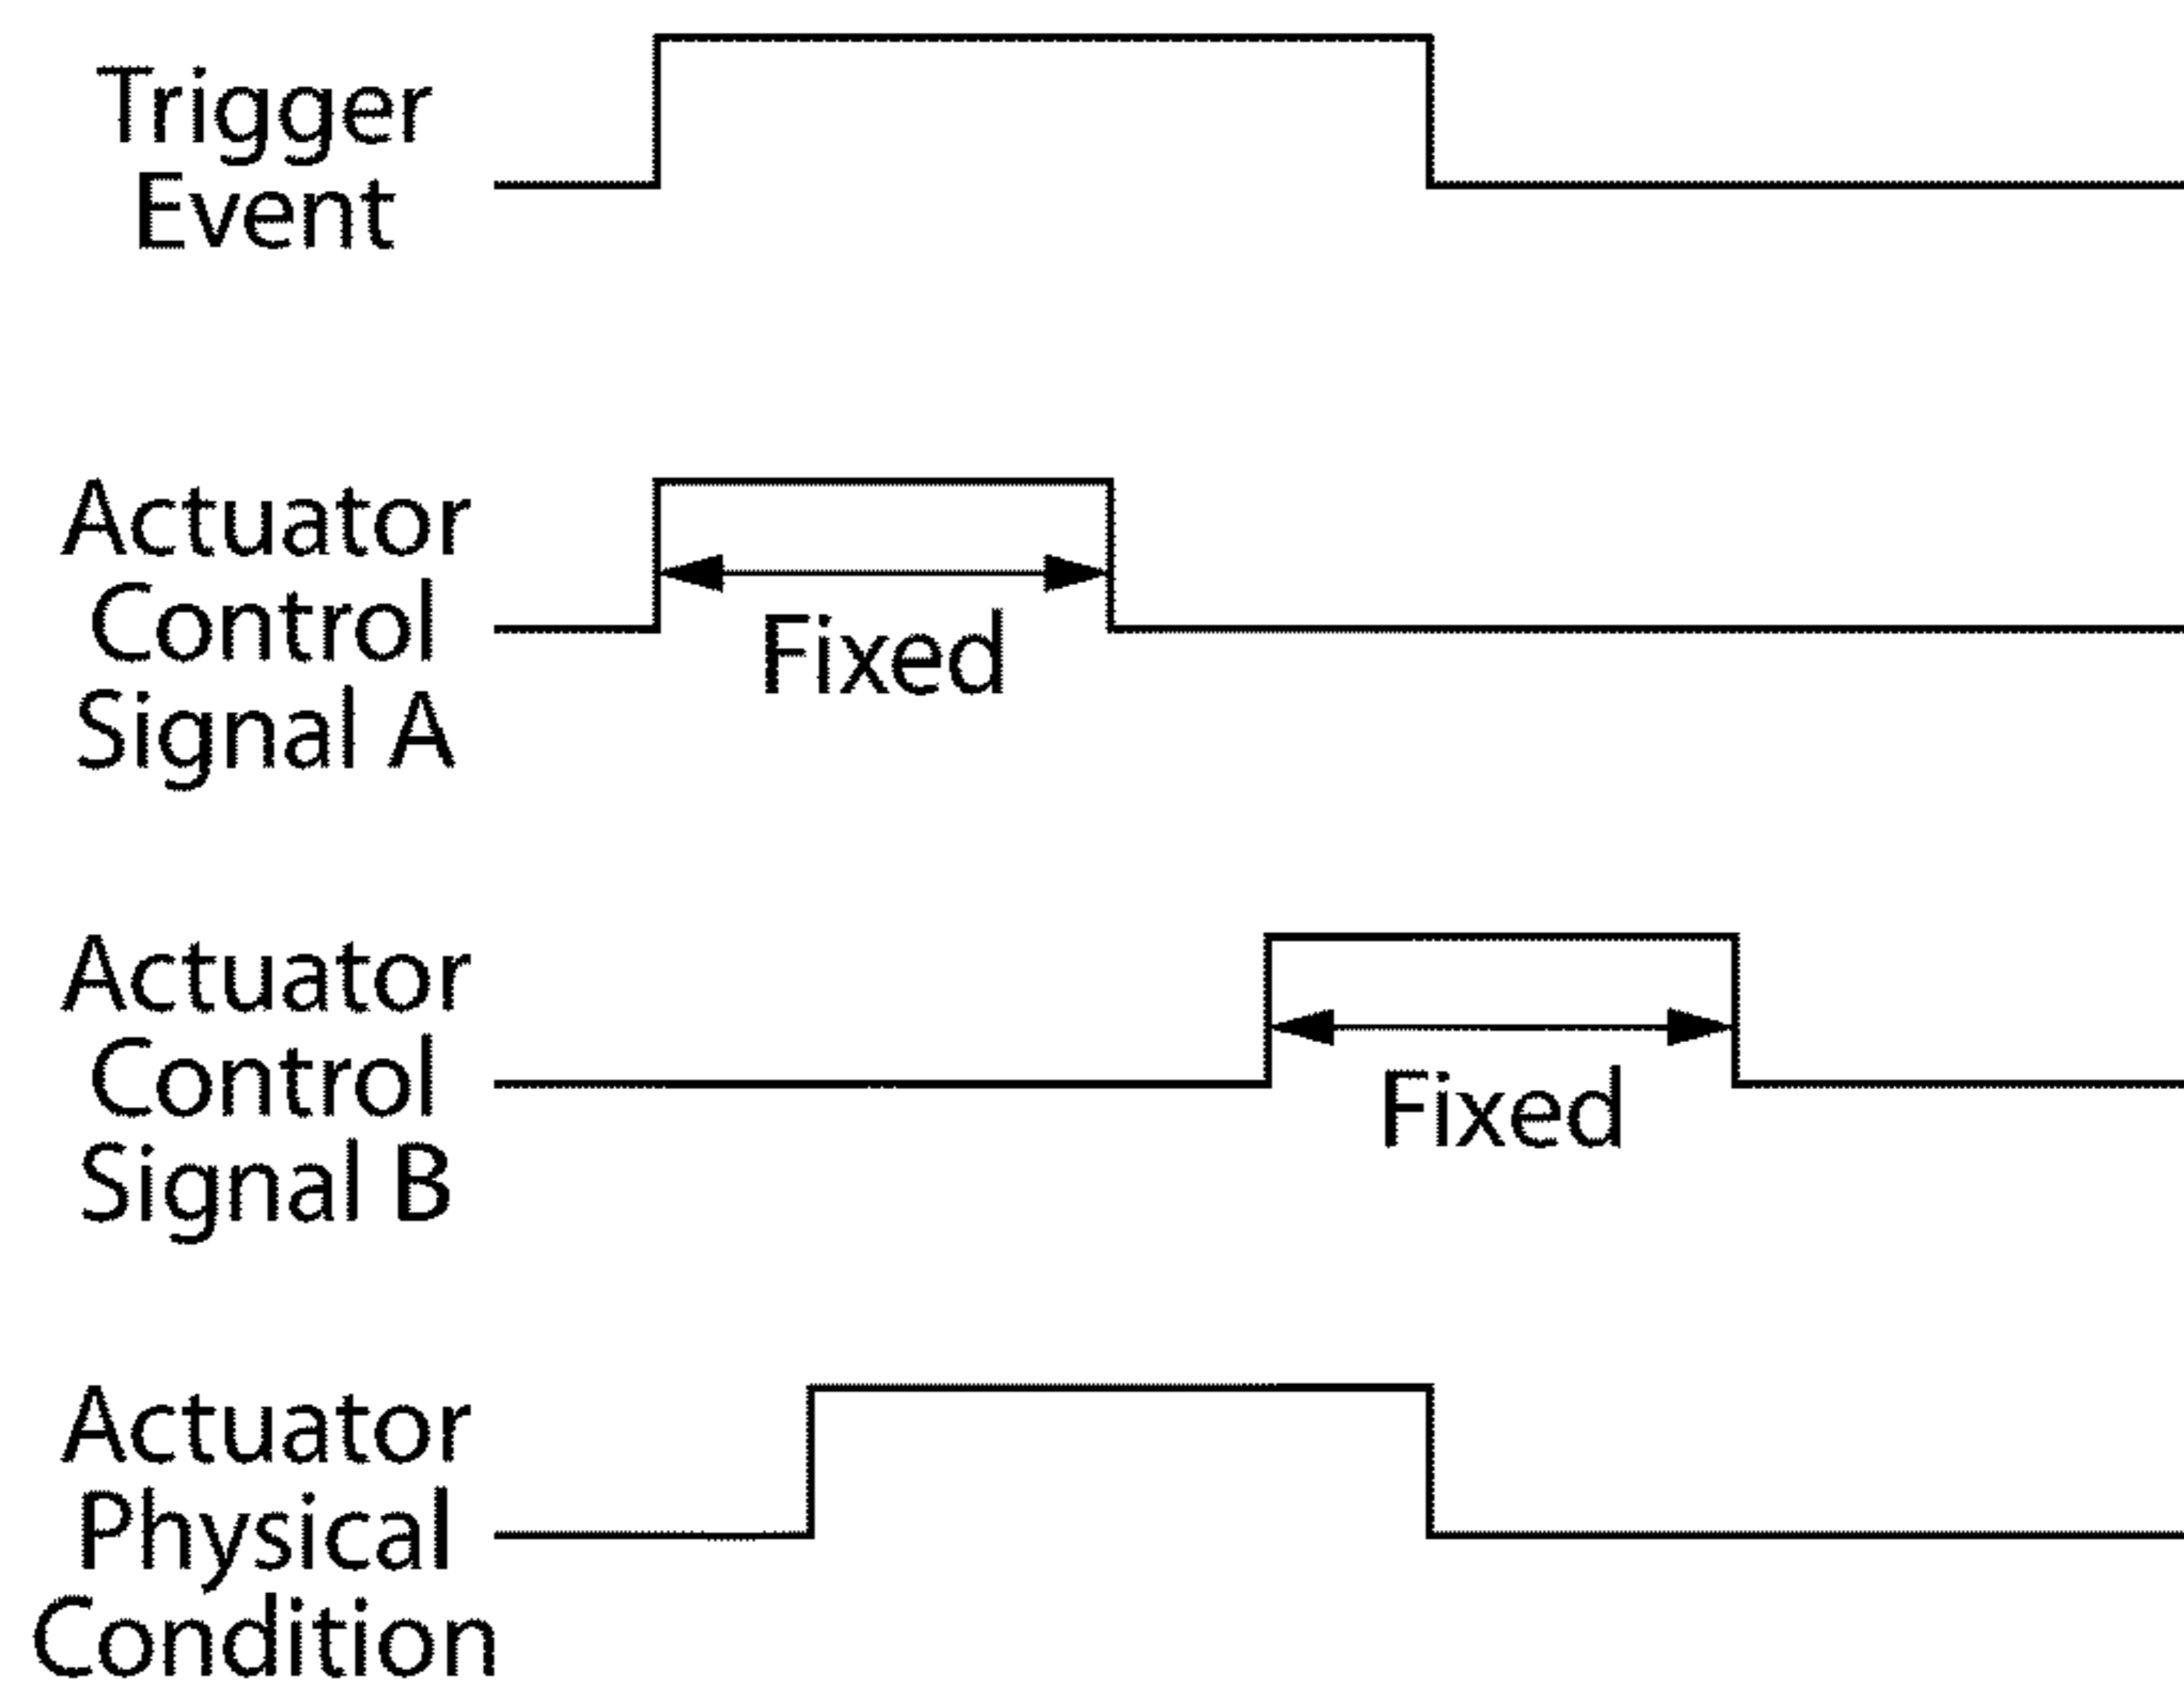 Trigger
Event
Actuator
Control
Signal A
Fixed
Actuator
Control
Signal B
Fixed
Actuator
Physical
Condition